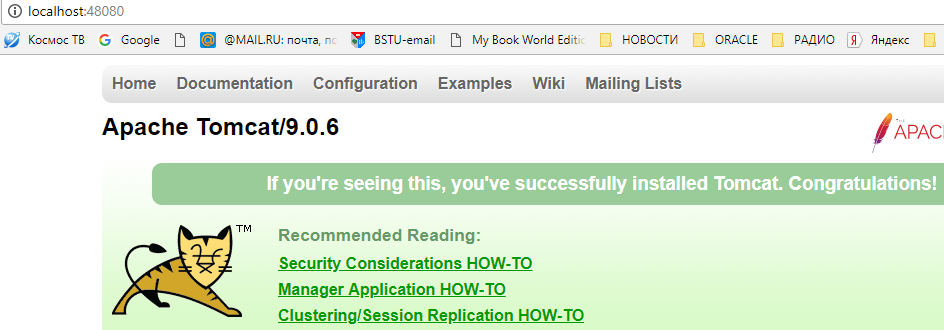 localhost:48080
Космос ТВ Google @MAIL.RU: почта, по BSTU-email My Book World Editic НОВОСТИ ORACLE РАДИО Яндекс
Home Documentation Configuration Examples Wiki Mailing Lists
Apache Tomcat/9.0.6
THE
APAC
If you're seeing this, you've successfully installed Tomcat. Congratulations!
TM
Recommended Reading:
Security Considerations HOW-TO
Manager Application HOW-TO
Clustering/Session Replication HOW-TO